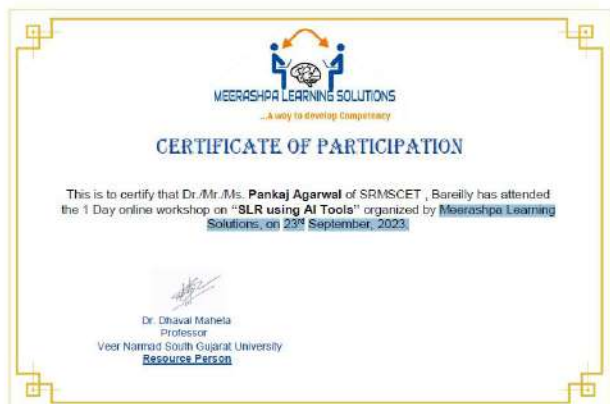 MEERASHPA LEARNING SOLUTIONS
...A way to develop Competency
CERTIFICATE OF PARTICIPATION
This is to certify that Dr./Mr./Ms. Pankaj Agarwal of SRMSCET , Bareilly has attended
the 1 Day online workshop on “SLR using AI Tools” organized by Meerashpa Learning
Solutions, on 23rd September, 2023.
Dr. Dhaval Maheta
Professor
Veer Narmad South Gujarat University
Resource Person